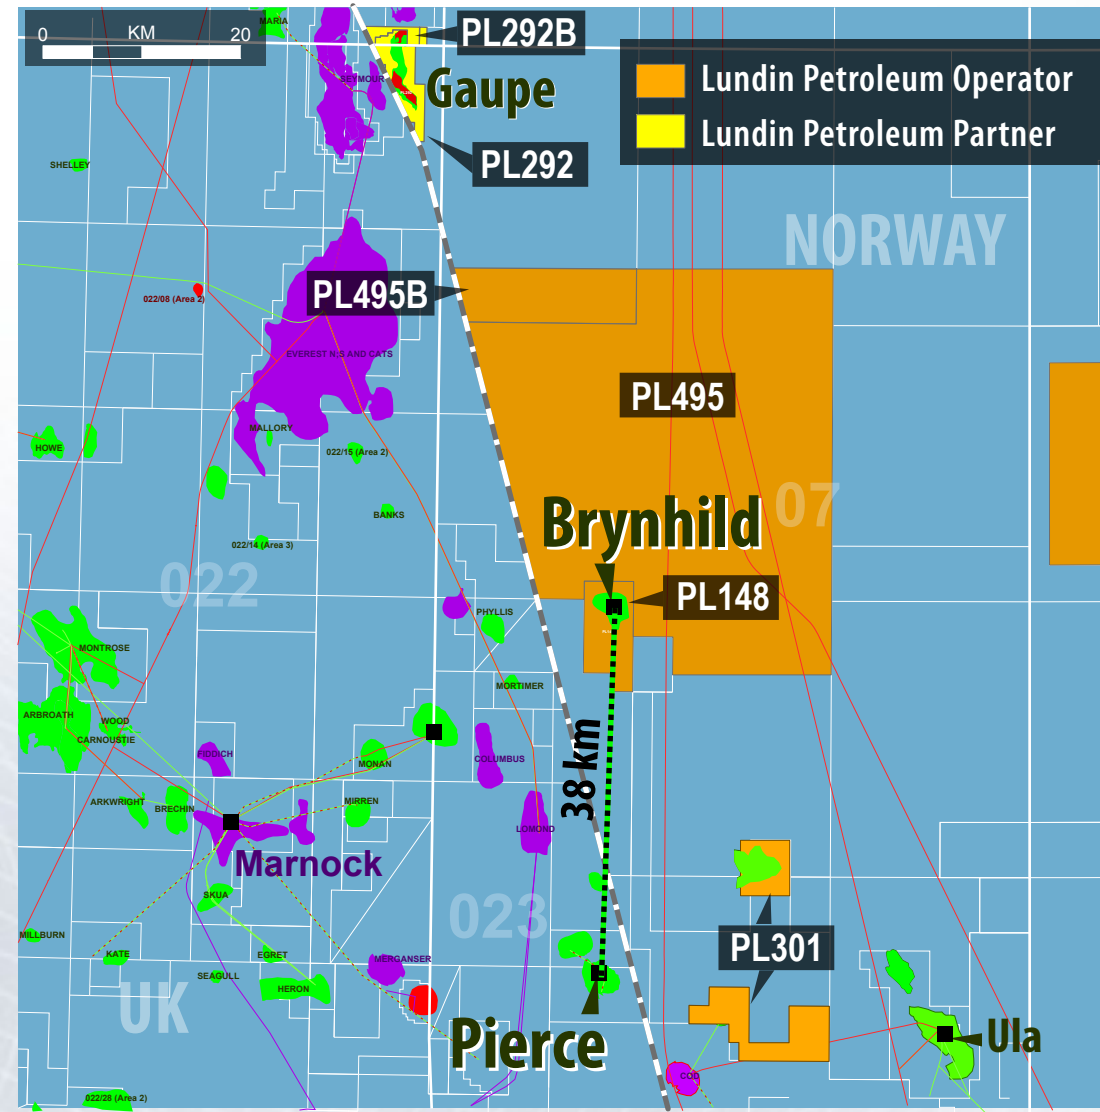 MARIA
PL292B
0 KM 20
Lundin Petroleum Operator
SEYMOUR
Gaupe
Lundin Petroleum Partner
SHELLEY
PL292
NORWAY
PL495B
022/08 (Area 2)
EVEREST N S AND CATS
PL495
MALLORY
HOWE
022/15 (Area 2)
07
BANKS
Brynhild
022/14 (Area 3)
022
PL148
PHYLLIS
MONTROSE
MORTIMER
ARBROATH
WOOD
CARNOUSTIE
FIDDICH
COLUMBUS
MONAN
38 km
ARKWRIGHT
BRECHIN
MIRREN
LOMOND
Marnock
SKUA
023
MILLBURN
PL301
KATE
EGRET
MERGANSER
SEAGULL
HERON
UK
Pierce
Ula
COD
022/28 (Area 2)